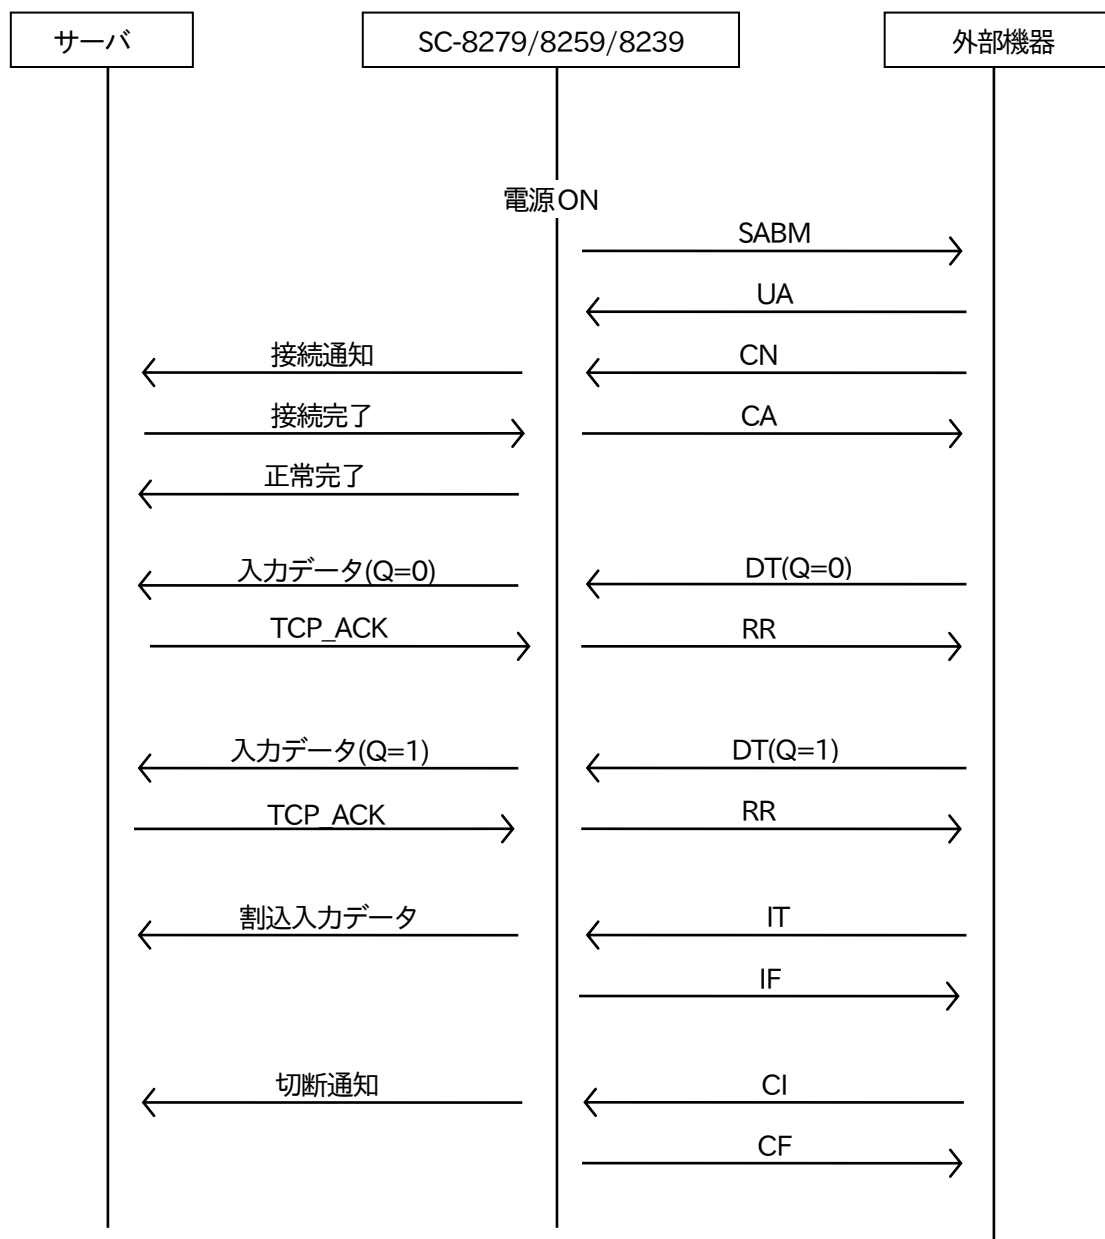 サーバ
SC-8279/8259/8239
外部機器
電源ON
SABM
UA
接続通知
CN
接続完了
CA
正常完了
入力データ(Q=0)
DT(Q=0)
TCP_ACK
RR
入力データ(Q=1)
DT(Q=1)
TCP_ACK
RR
割込入力データ
IT
IF
切断通知
CI
CF